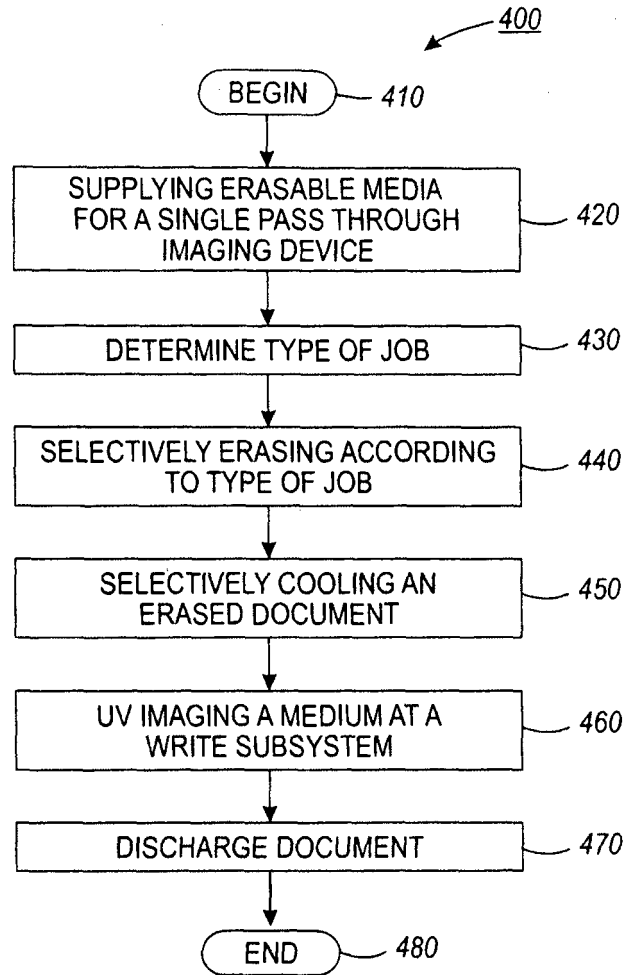 400
BEGIN 410
SUPPLYING ERASABLE MEDIA
FOR A SINGLE PASS THROUGH
IMAGING DEVICE
420
DETERMINE TYPE OF JOB 430
SELECTIVELY ERASING ACCORDING
TO TYPE OF JOB
440
SELECTIVELY COOLING AN
ERASED DOCUMENT
450
UV IMAGING A MEDIUM AT A
WRITE SUBSYSTEM
460
DISCHARGE DOCUMENT 470
END 480